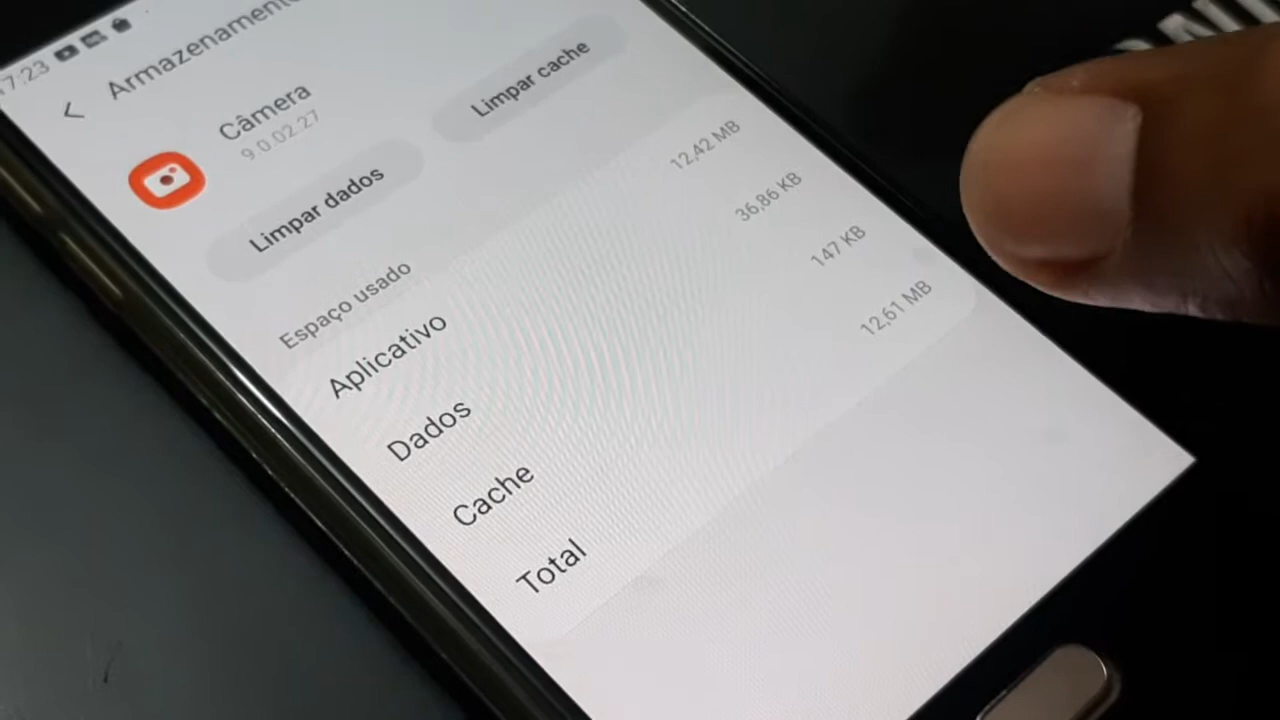 17:23
Armazenamento
Câmera
9.0.02.27
Limpar dados
Limpar cache
Espaço usado
Aplicativo 12,42 MB
Dados 36,86 KB
Cache 147 KB
Total 12,61 MB